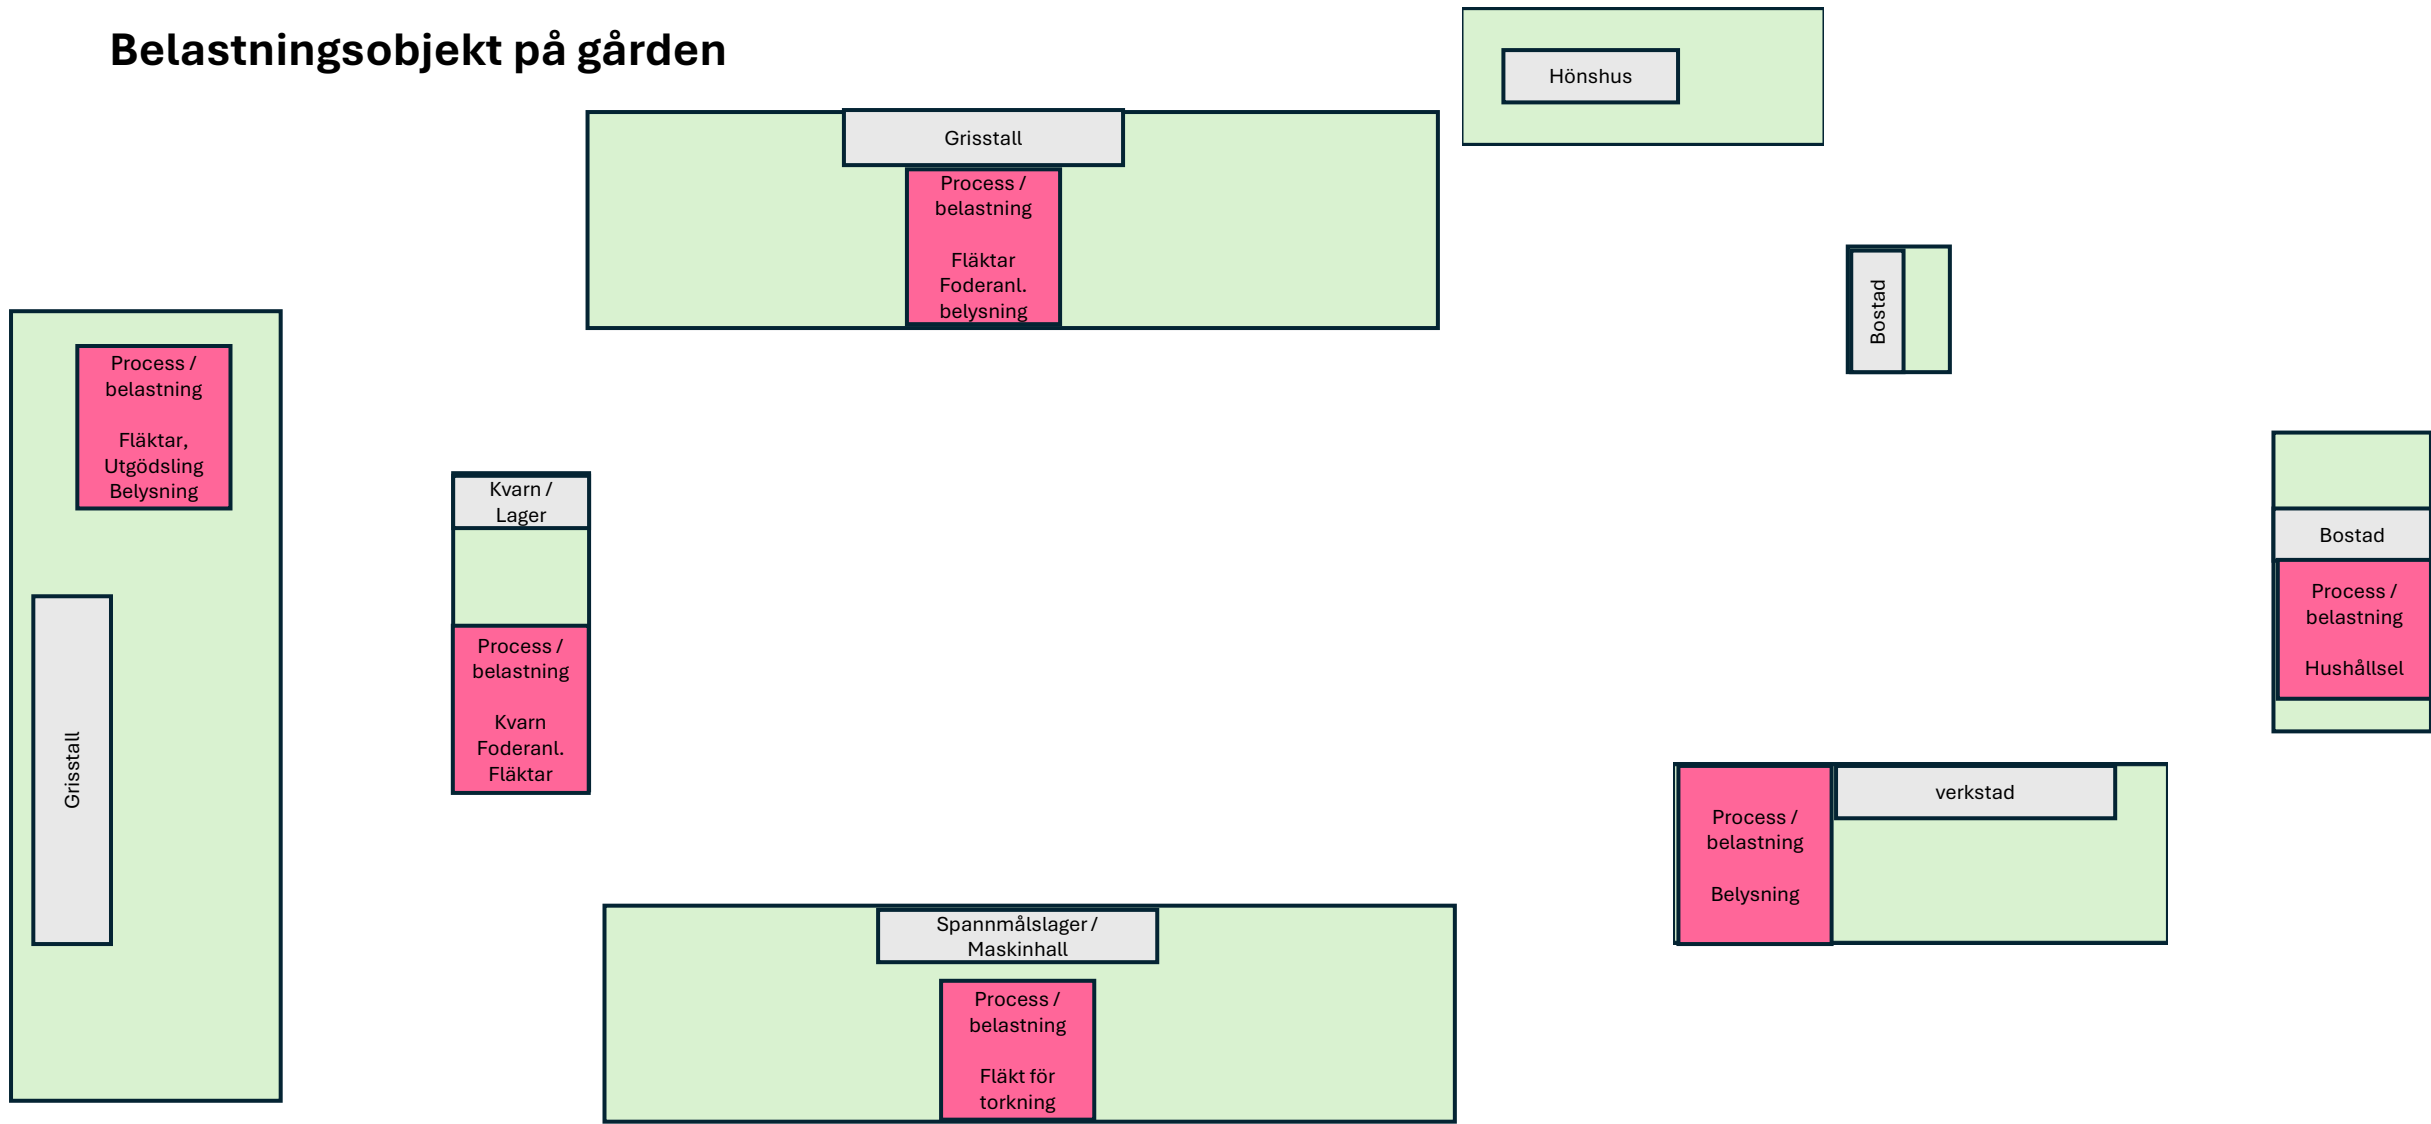 Belastningsobjekt på gården
Hönshus
Grisstall
Process /
belastning
Fläktar
Foderanl.
belysning
Bostad
Process /
belastning
Fläktar,
Utgödsling
Belysning
Grisstall
Kvarn /
Lager
Process /
belastning
Kvarn
Foderanl.
Fläktar
Bostad
Process /
belastning
Hushållsel
verkstad
Process /
belastning
Belysning
Spannmålslager /
Maskinhall
Process /
belastning
Fläkt för
torkning